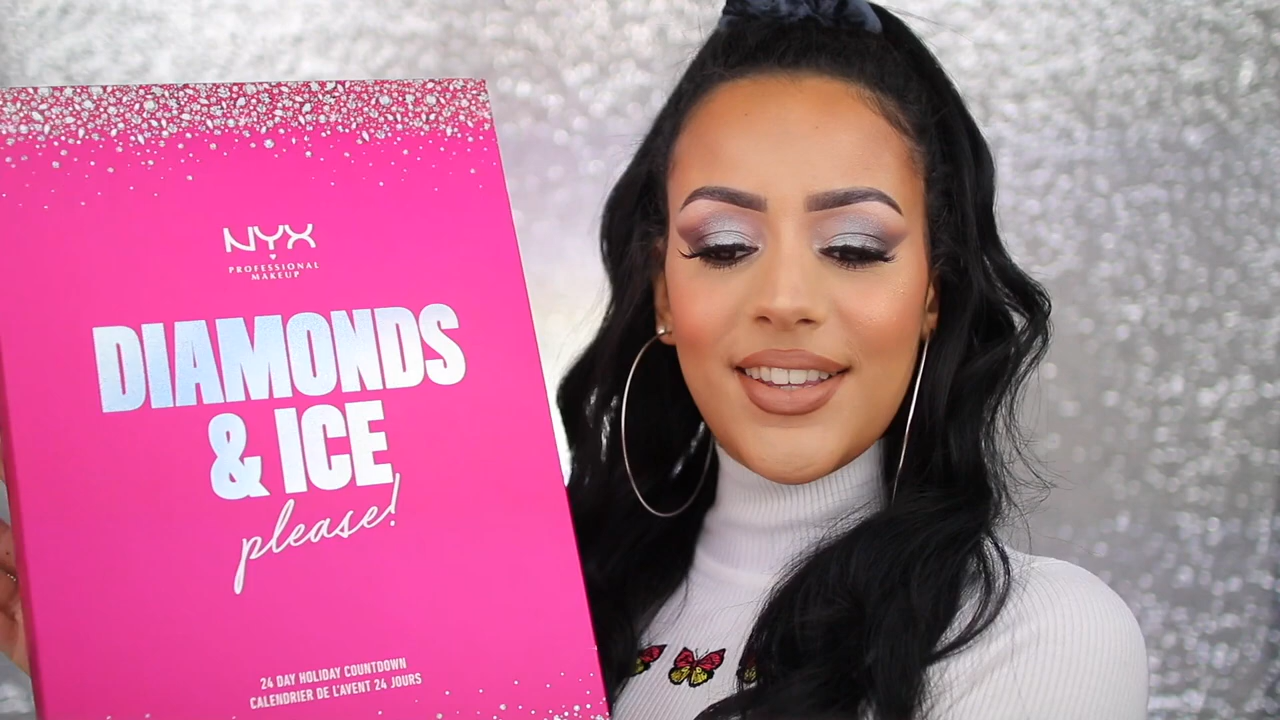 NYX
PROFESSIONAL
MAKEUP
DIAMONDS
& ICE
please!
24 DAY HOLIDAY COUNTDOWN
CALENDRIER DE L'AVENT 24 JOURS